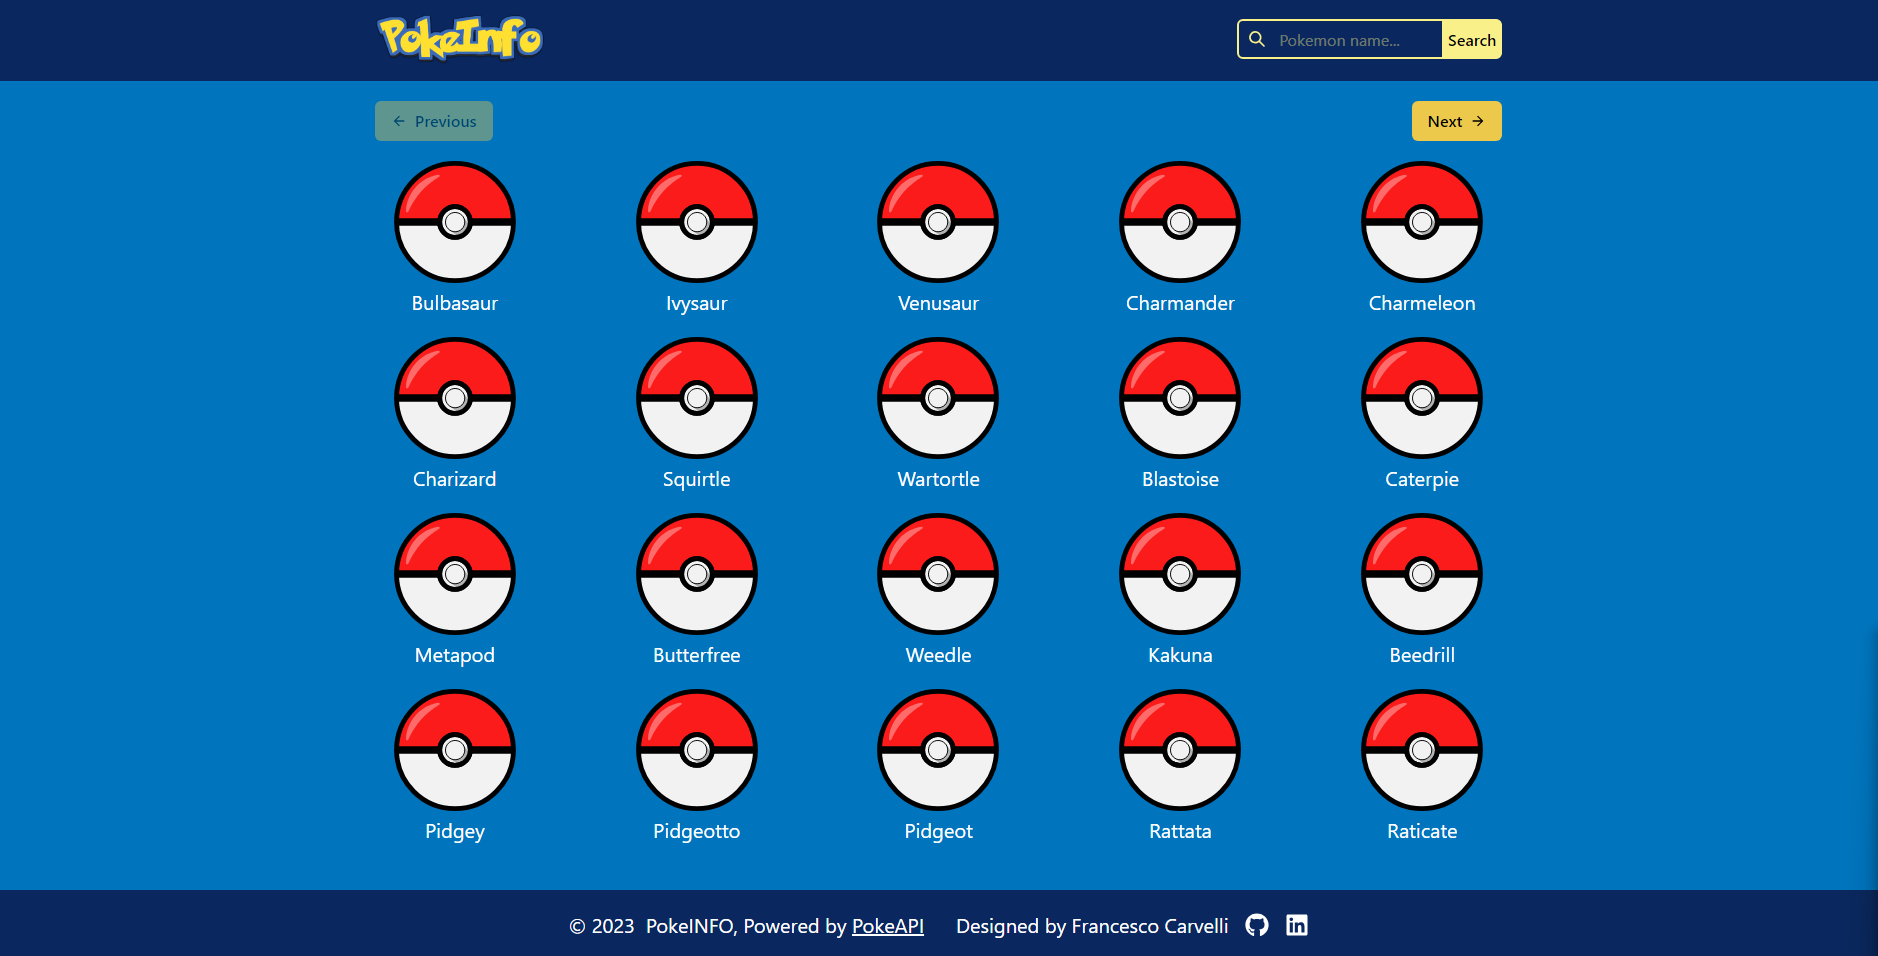 PokeInfo
Pokemon name...
Search
Previous
Next
Bulbasaur
Ivysaur
Venusaur
Charmander
Charmeleon
Charizard
Squirtle
Wartortle
Blastoise
Caterpie
Metapod
Butterfree
Weedle
Kakuna
Beedrill
Pidgey
Pidgeotto
Pidgeot
Rattata
Raticate
© 2023 PokeINFO, Powered by PokeAPI
Designed by Francesco Carvelli
in